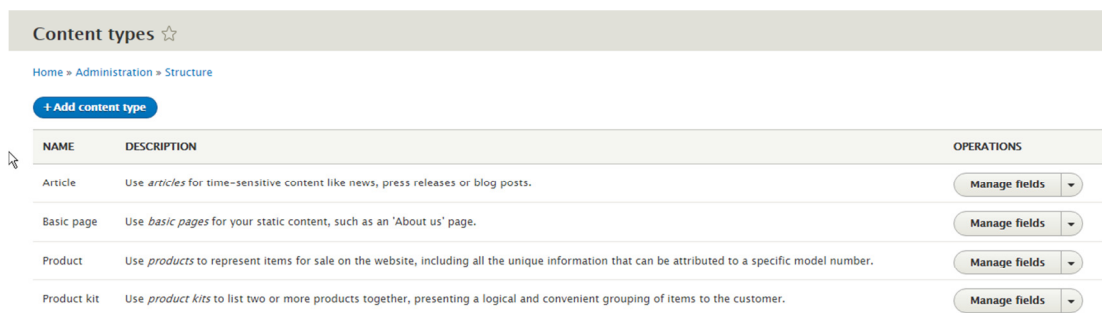 Content types
Home » Administration » Structure
+ Add content type
NAME DESCRIPTION OPERATIONS
Article Use articles for time-sensitive content like news, press releases or blog posts. Manage fields
Basic page Use basic pages for your static content, such as an 'About us' page. Manage fields
Product Use products to represent items for sale on the website, including all the unique information that can be attributed to a specific model number. Manage fields
Product kit Use product kits to list two or more products together, presenting a logical and convenient grouping of items to the customer. Manage fields